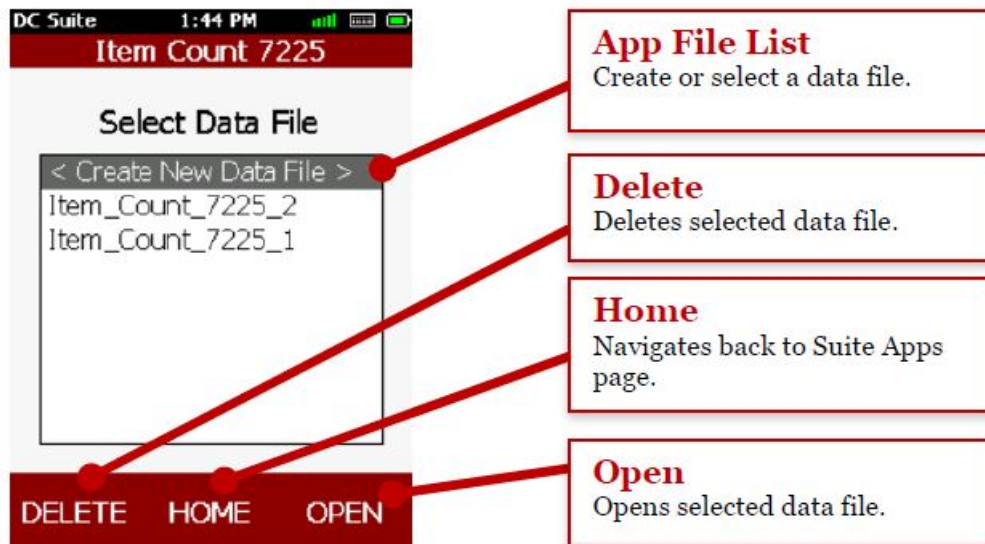 DC Suite 1:44 PM
Item Count 7225
Select Data File
< Create New Data File >
Item_Count_7225_2
Item_Count_7225_1
DELETE HOME OPEN
App File List
Create or select a data file.
Delete
Deletes selected data file.
Home
Navigates back to Suite Apps
page.
Open
Opens selected data file.